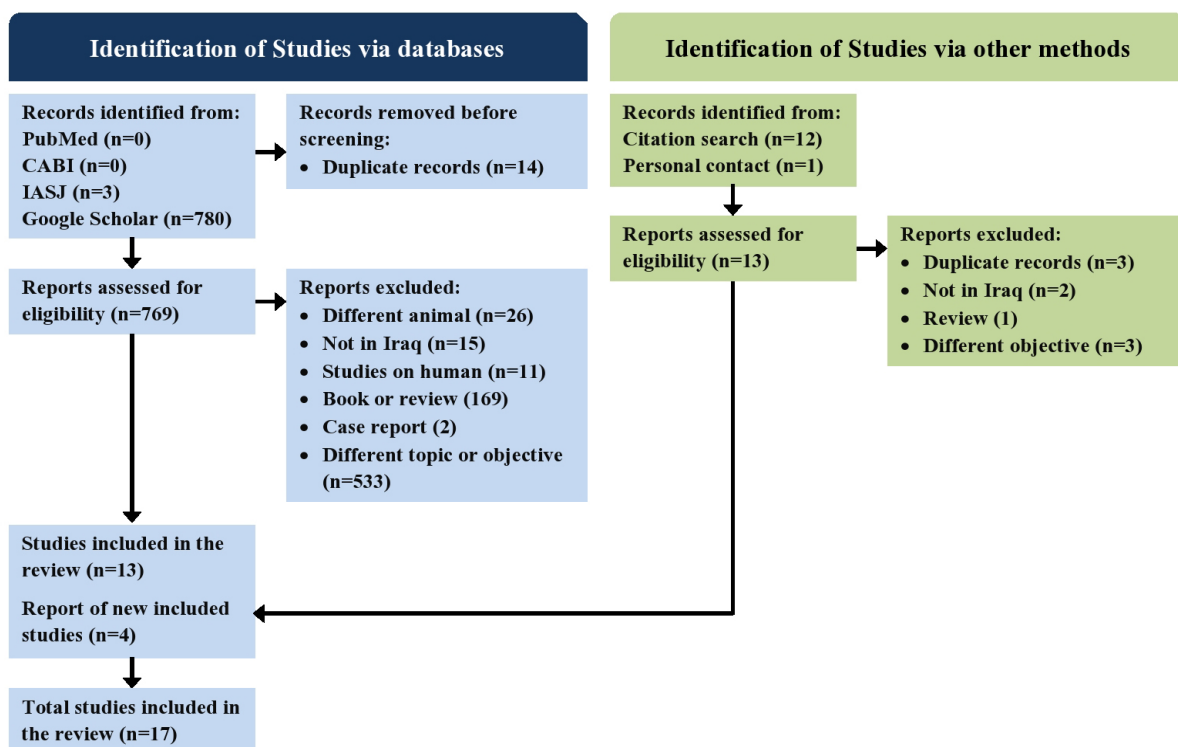 Identification of Studies via databases
Identification of Studies via other methods
Records identified from:
PubMed (n=0)
CABI (n=0)
IASJ (n=3)
Google Scholar (n=780)
Records removed before
screening:
• Duplicate records (n=14)
Records identified from:
Citation search (n=12)
Personal contact (n=1)
Reports assessed for
eligibility (n=769)
Reports excluded:
• Different animal (n=26)
• Not in Iraq (n=15)
• Studies on human (n=11)
• Book or review (169)
• Case report (2)
• Different topic or objective
(n=533)
Reports assessed for
eligibility (n=13)
Reports excluded:
• Duplicate records (n=3)
• Not in Iraq (n=2)
• Review (1)
• Different objective (n=3)
Studies included in the
review (n=13)
Report of new included
studies (n=4)
Total studies included in
the review (n=17)